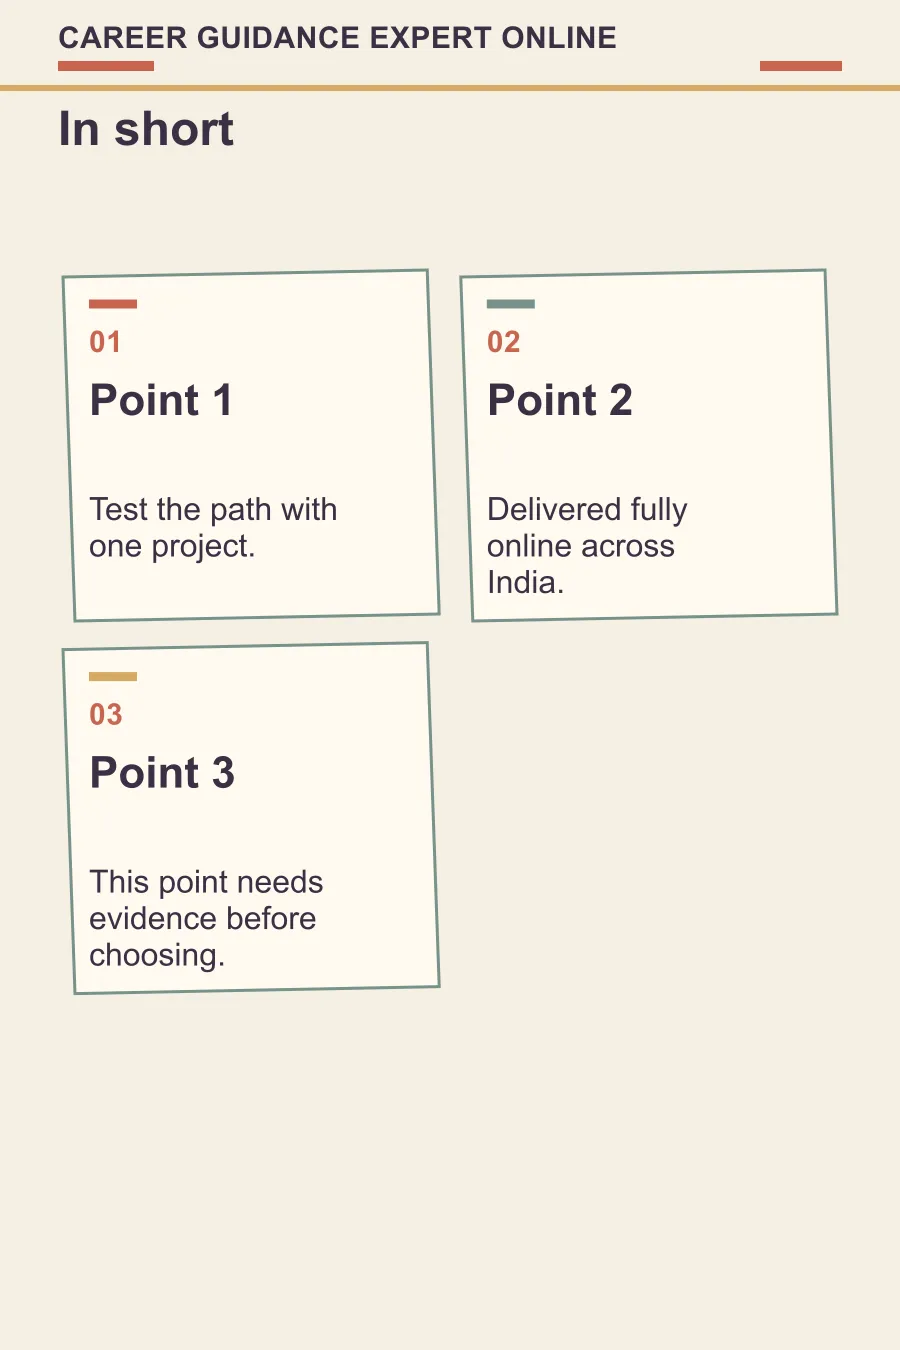 CAREER GUIDANCE EXPERT ONLINE
In short
01
Point 1
Test the path with
one project.
02
Point 2
Delivered fully
online across
India.
03
Point 3
This point needs
evidence before
choosing.